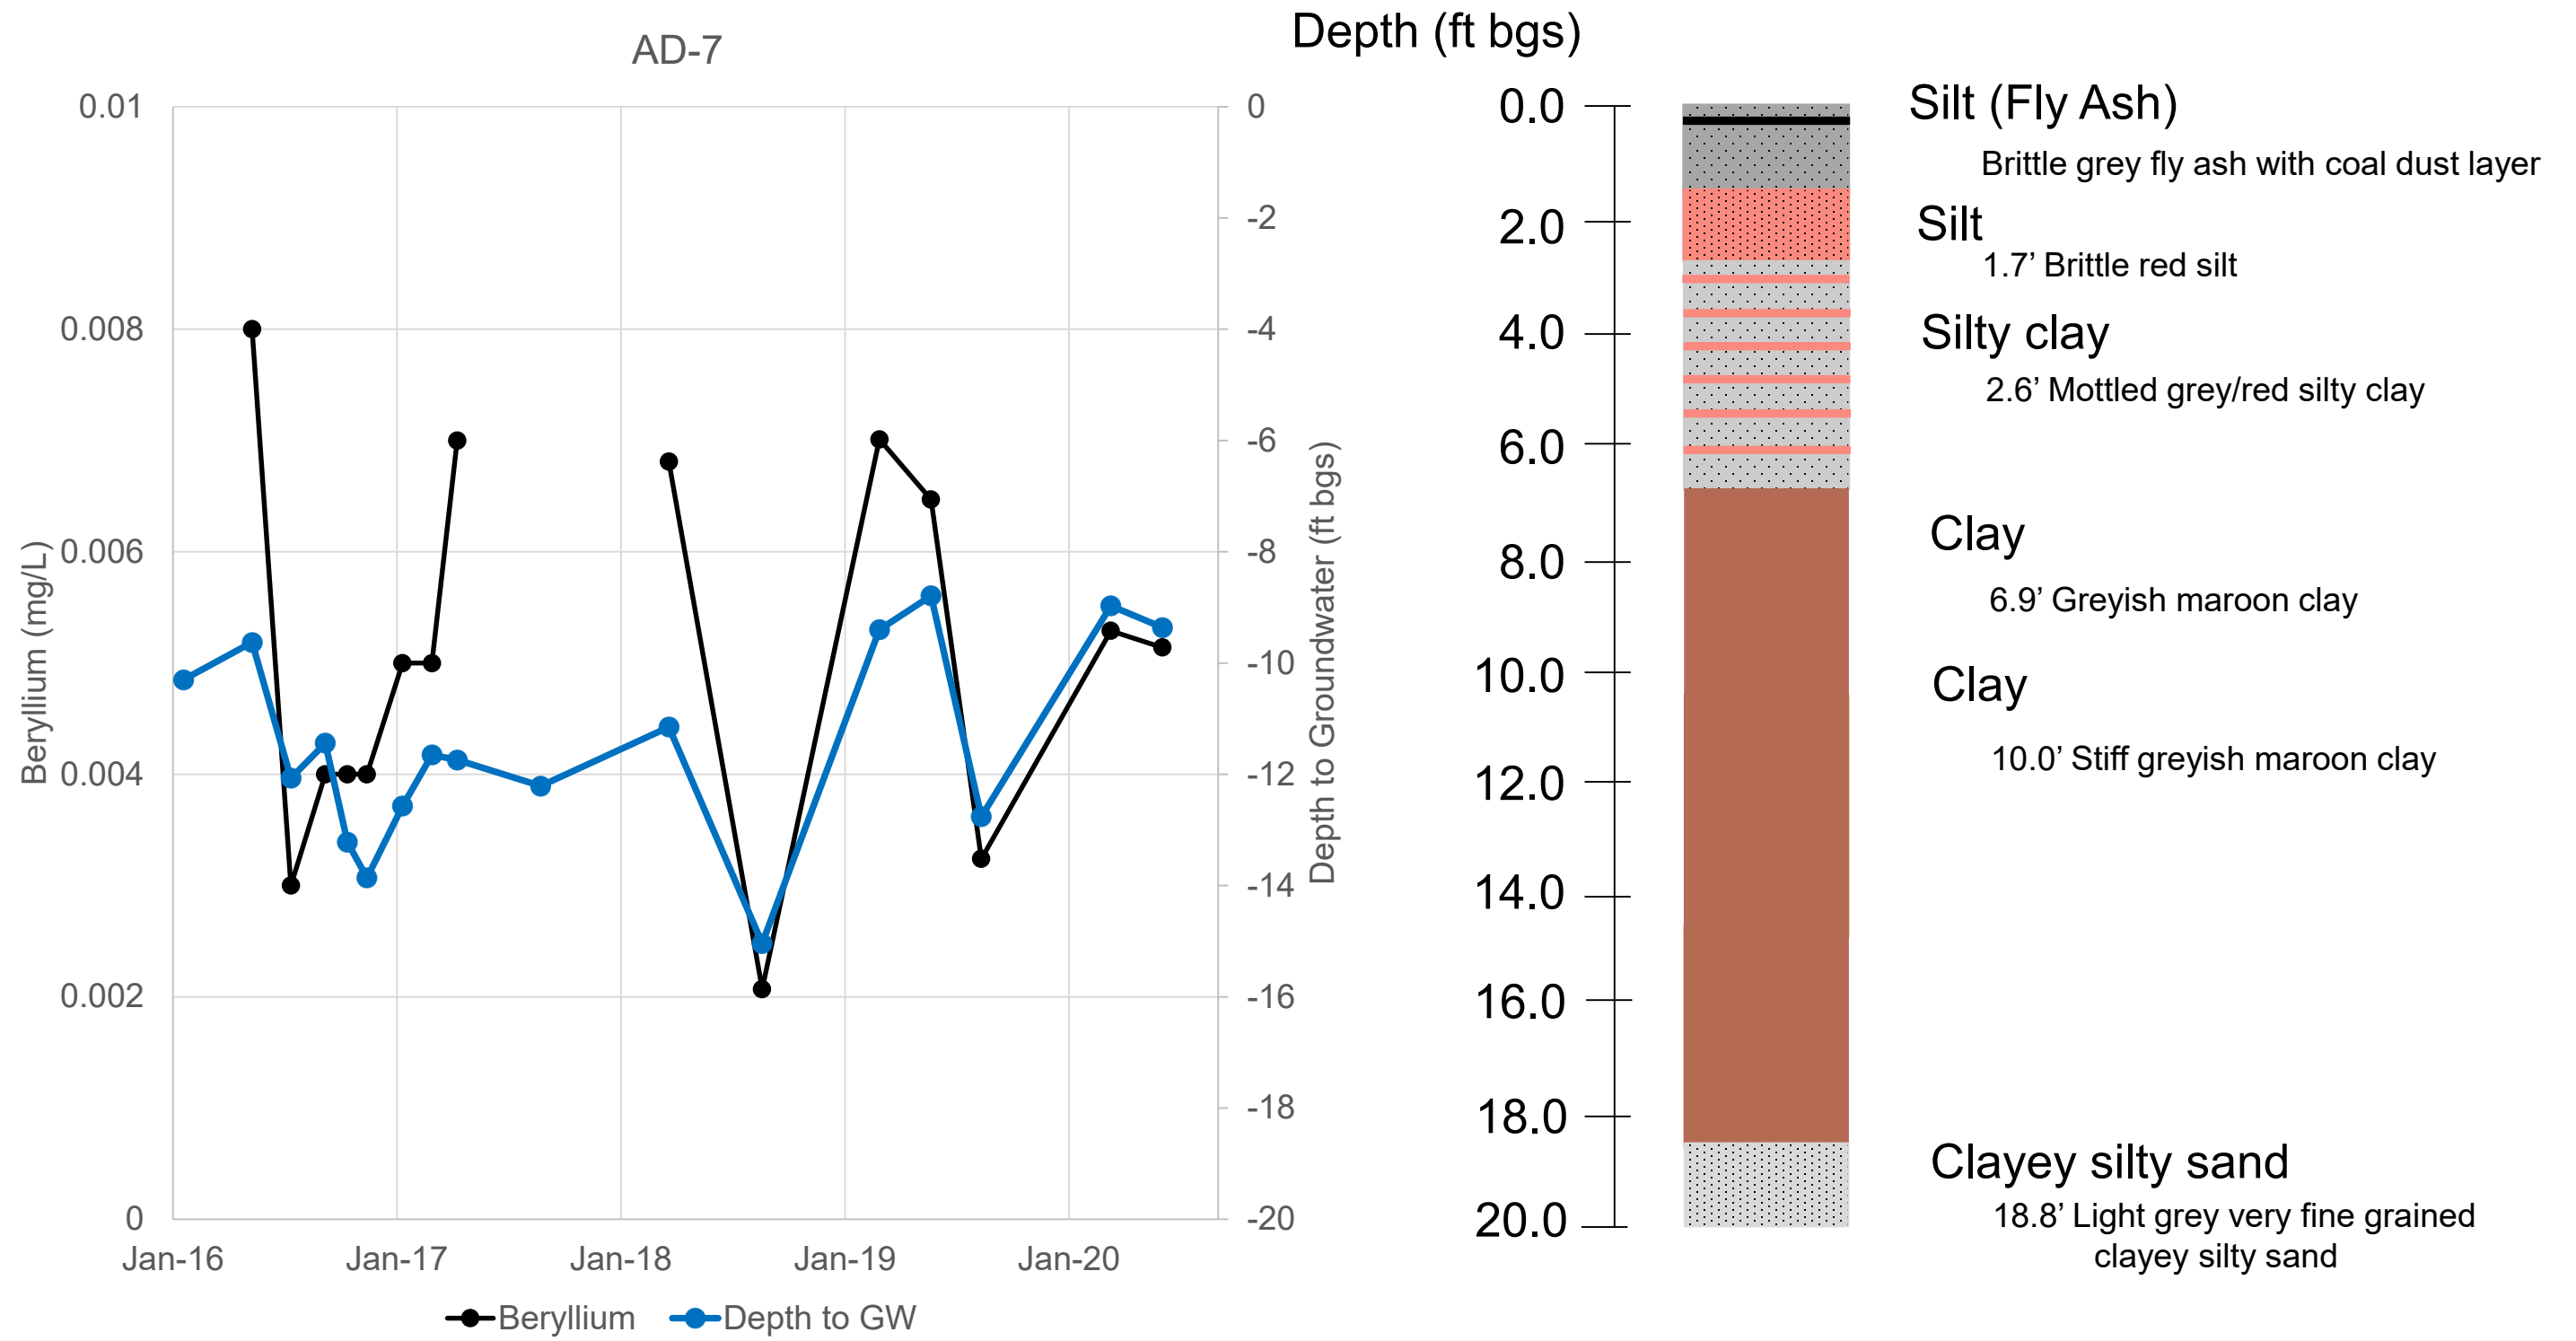 AD-7
0.01
0.008
0.006
0.004
0.002
0
Beryllium (mg/L)
0
-2
-4
-6
-8
-10
-12
-14
-16
-18
-20
Depth to Groundwater (ft bgs)
Jan-16
Jan-17
Jan-18
Jan-19
Jan-20
Beryllium
Depth to GW
Depth (ft bgs)
0.0
2.0
4.0
6.0
8.0
10.0
12.0
14.0
16.0
18.0
20.0
Silt (Fly Ash)
Brittle grey fly ash with coal dust layer
Silt
1.7’ Brittle red silt
Silty clay
2.6’ Mottled grey/red silty clay
Clay
6.9’ Greyish maroon clay
Clay
10.0’ Stiff greyish maroon clay
Clayey silty sand
18.8’ Light grey very fine grained
clayey silty sand